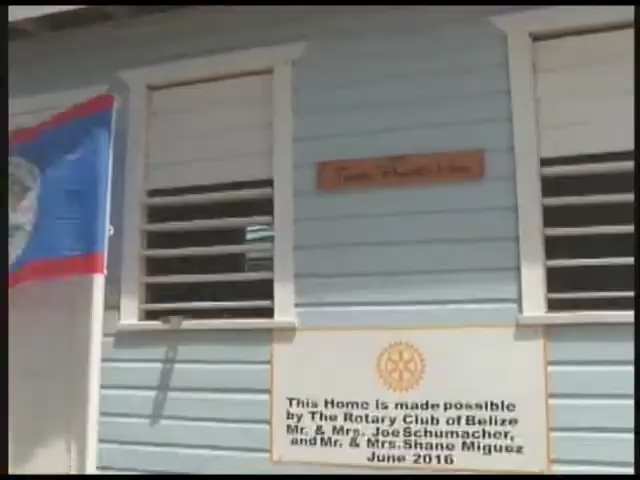 This Home is made possible
by The Rotary Club of Belize
Mr. & Mrs. Joe Schumacher,
and Mr. & Mrs. Shane Miguez
June 2016